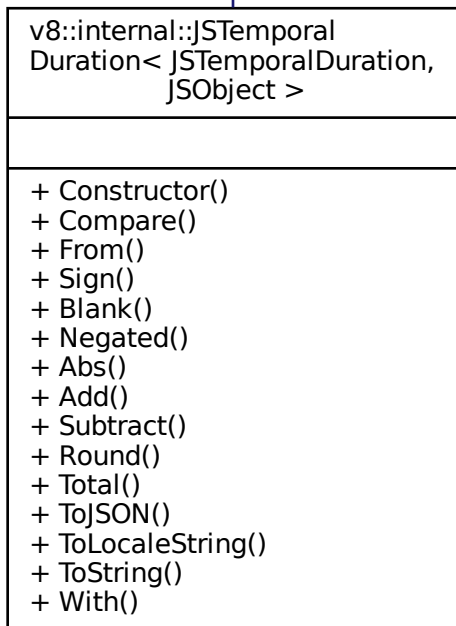 v8::internal::JSTemporal
Duration< JSTemporalDuration,
JSObject >
+ Constructor()
+ Compare()
+ From()
+ Sign()
+ Blank()
+ Negated()
+ Abs()
+ Add()
+ Subtract()
+ Round()
+ Total()
+ ToJSON()
+ ToLocaleString()
+ ToString()
+ With()